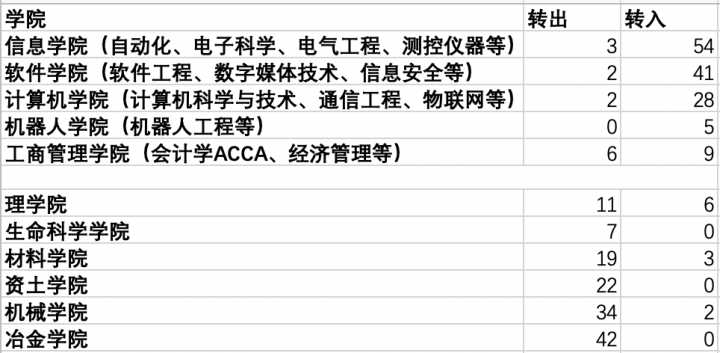 学院 转出 转入
信息学院（自动化、电子科学、电气工程、测控仪器等） 3 54
软件学院（软件工程、数字媒体技术、信息安全等） 2 41
计算机学院（计算机科学与技术、通信工程、物联网等） 2 28
机器人学院（机器人工程等） 0 5
工商管理学院（会计学ACCA、经济管理等） 6 9
理学院 11 6
生命科学学院 7 0
材料学院 19 3
资土学院 22 0
机械学院 34 2
冶金学院 42 0